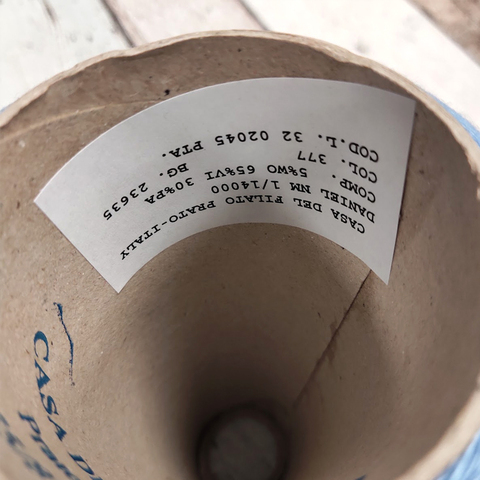 CASA DEL FILATO PRATO-ITALY
DANIEL NM 1/14000
COMP. 5%WO 65%VI 30%PA
COL. 377 BG. 23635
COD.L. 32 02045 PTA.
CASA D